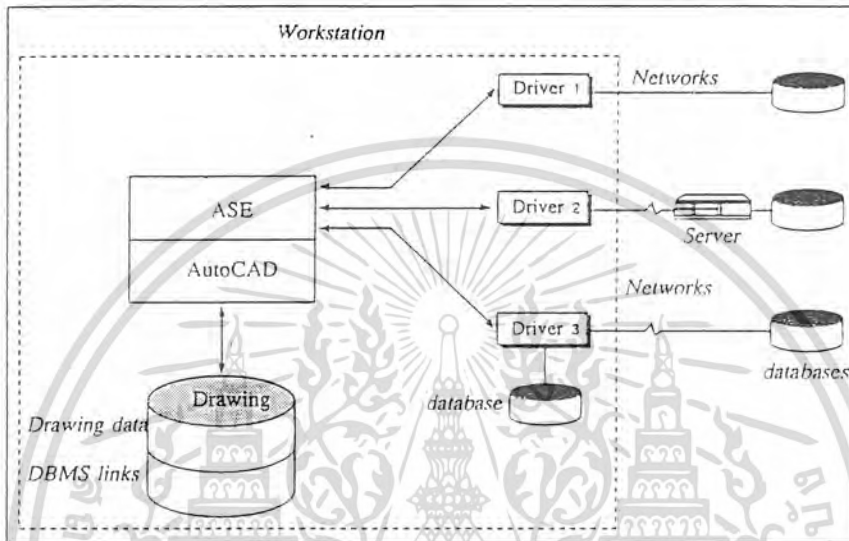 Workstation
Driver 1
Networks
ASE
Driver 2
Server
AutoCAD
Networks
Driver 3
databases
database
Drawing
Drawing data
DBMS links